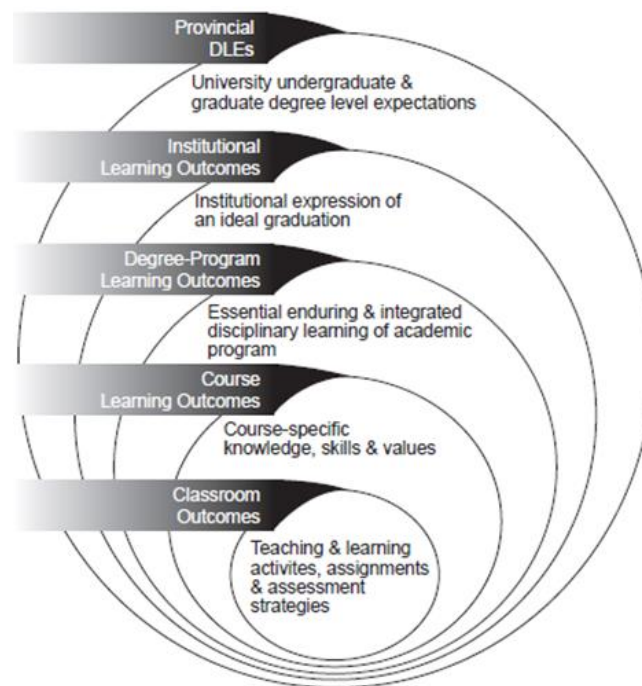 Provincial
DLEs
University undergraduate &
graduate degree level expectations
Institutional
Learning Outcomes
Institutional expression of
an ideal graduation
Degree-Program
Learning Outcomes
Essential enduring & integrated
disciplinary learning of academic
program
Course
Learning Outcomes
Course-specific
knowledge, skills & values
Classroom
Outcomes
Teaching & learning
activites, assignments
& assessment
strategies